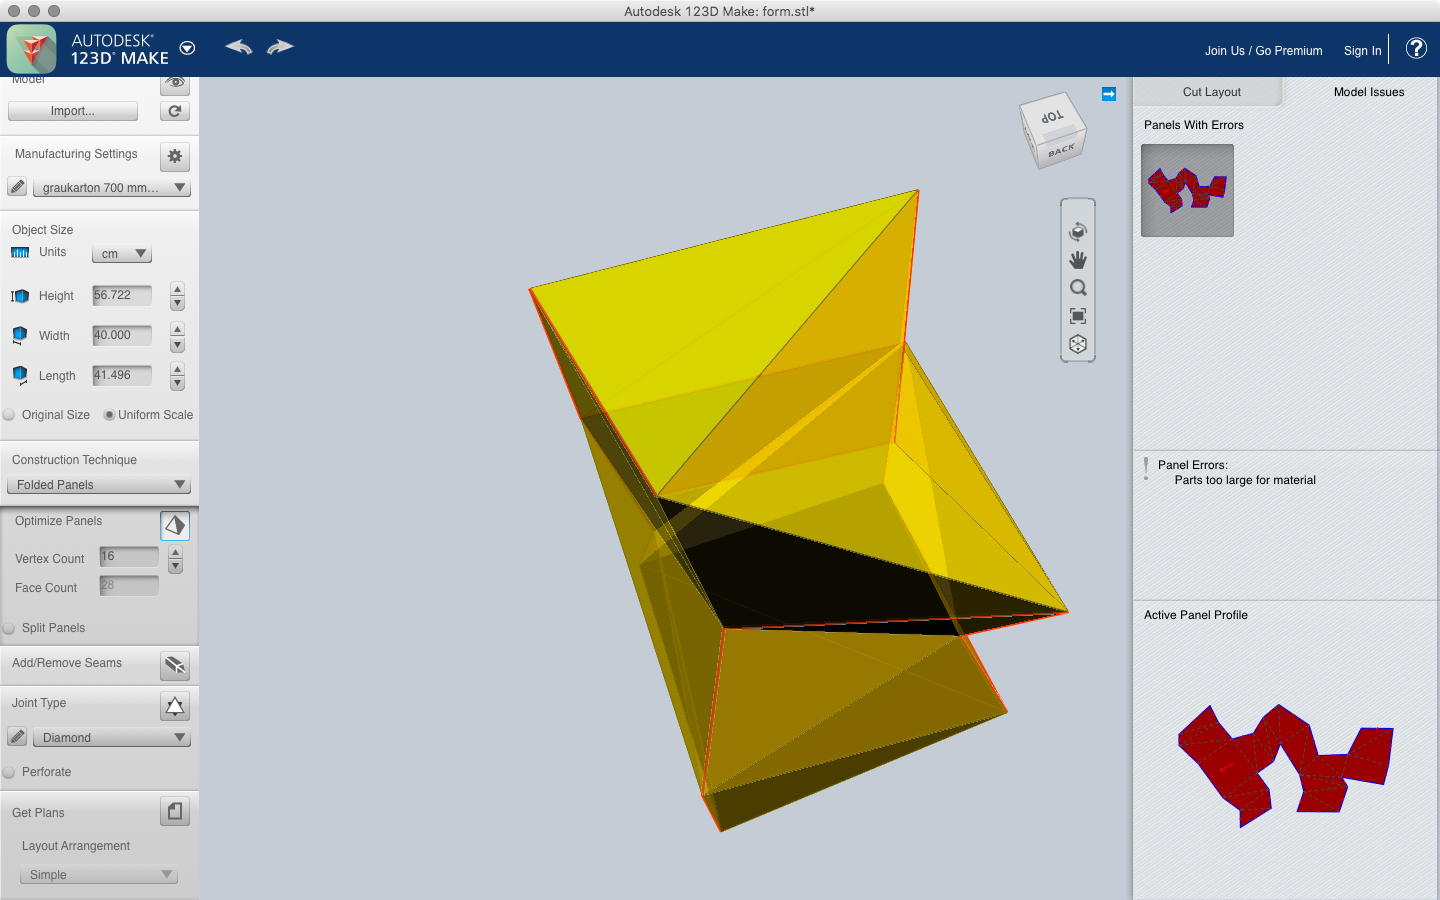 Autodesk 123D Make: form.stl*
AUTODESK®
123D® MAKE
Join Us / Go Premium
Sign In
?
Model
Import...
Manufacturing Settings
graukarton 700 mm...
Object Size
Units
cm
Height
56.722
Width
40.000
Length
41.496
Original Size
Uniform Scale
Construction Technique
Folded Panels
Optimize Panels
Vertex Count
16
Face Count
28
Split Panels
Add/Remove Seams
Joint Type
Diamond
Perforate
Get Plans
Layout Arrangement
Simple
TOP
BACK
Cut Layout
Model Issues
Panels With Errors
Panel Errors:
Parts too large for material
Active Panel Profile
1